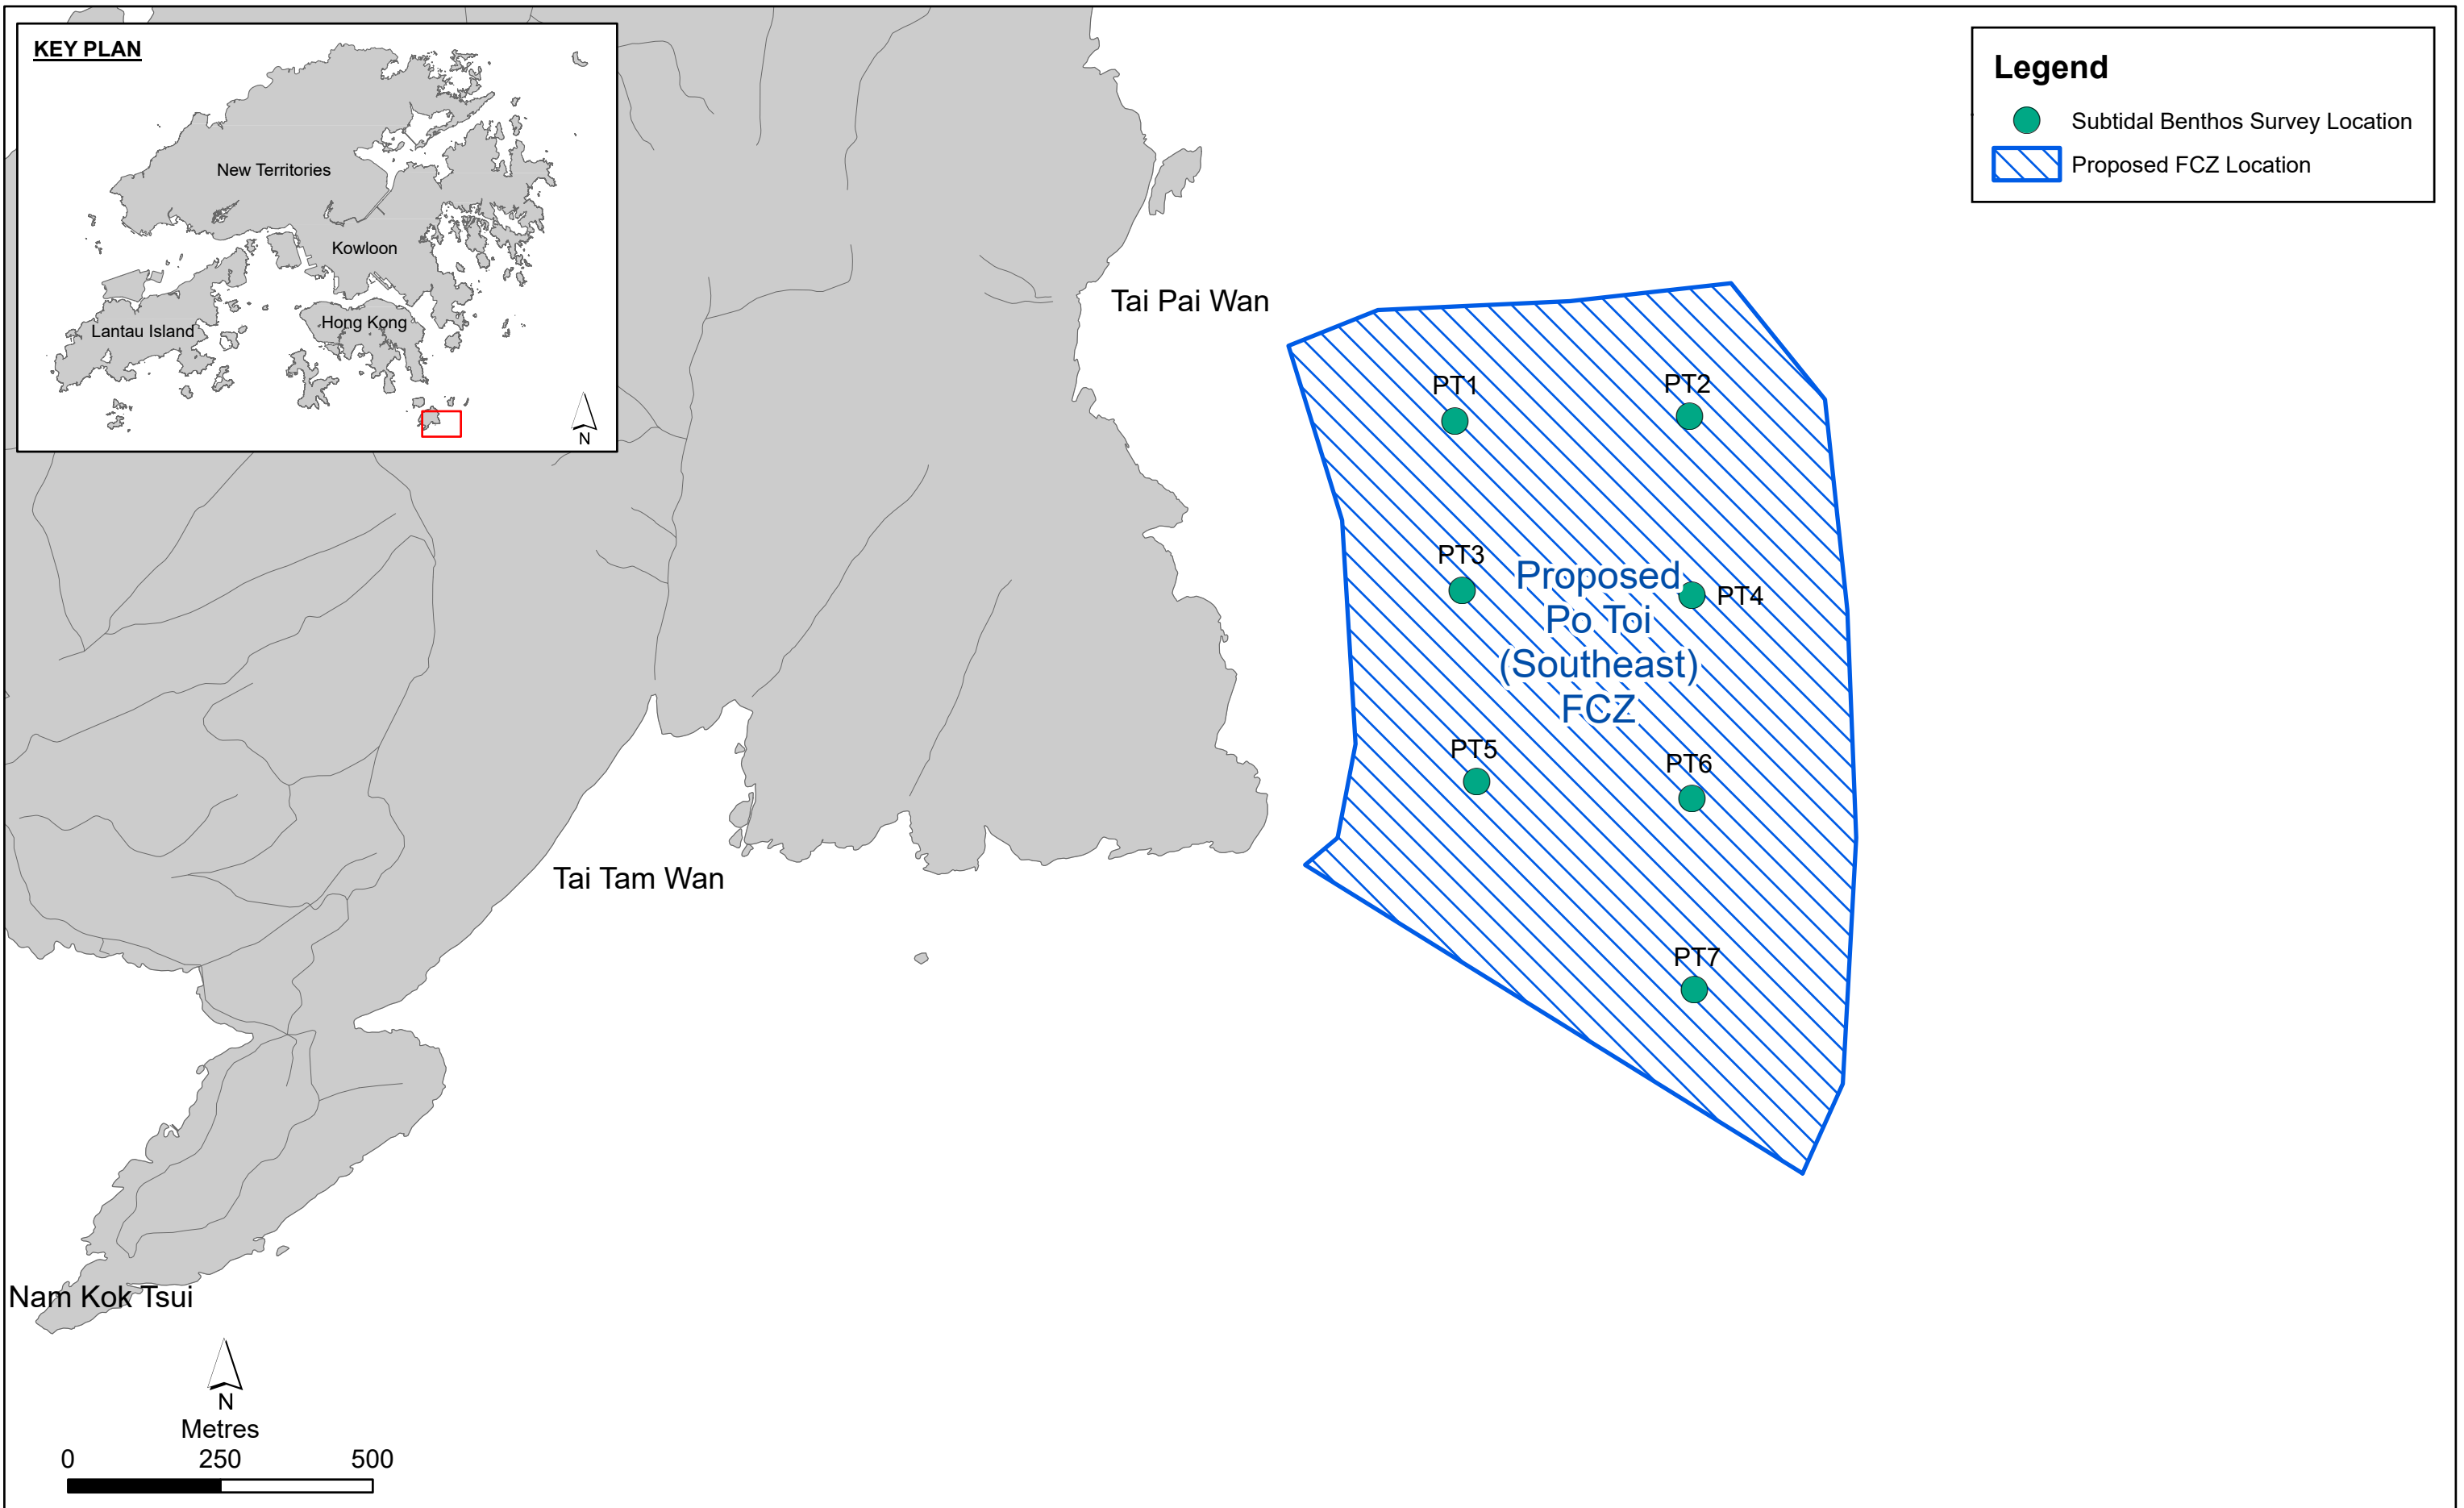 KEY PLAN
New Territories
Kowloon
Hong Kong
Lantau Island
N
Legend
Subtidal Benthos Survey Location
Proposed FCZ Location
Tai Pai Wan
PT1
PT2
PT3
PT4
Proposed
Po Toi
(Southeast)
FCZ
PT5
PT6
PT7
Tai Tam Wan
Nam Kok Tsui
N
Metres
0 250 500